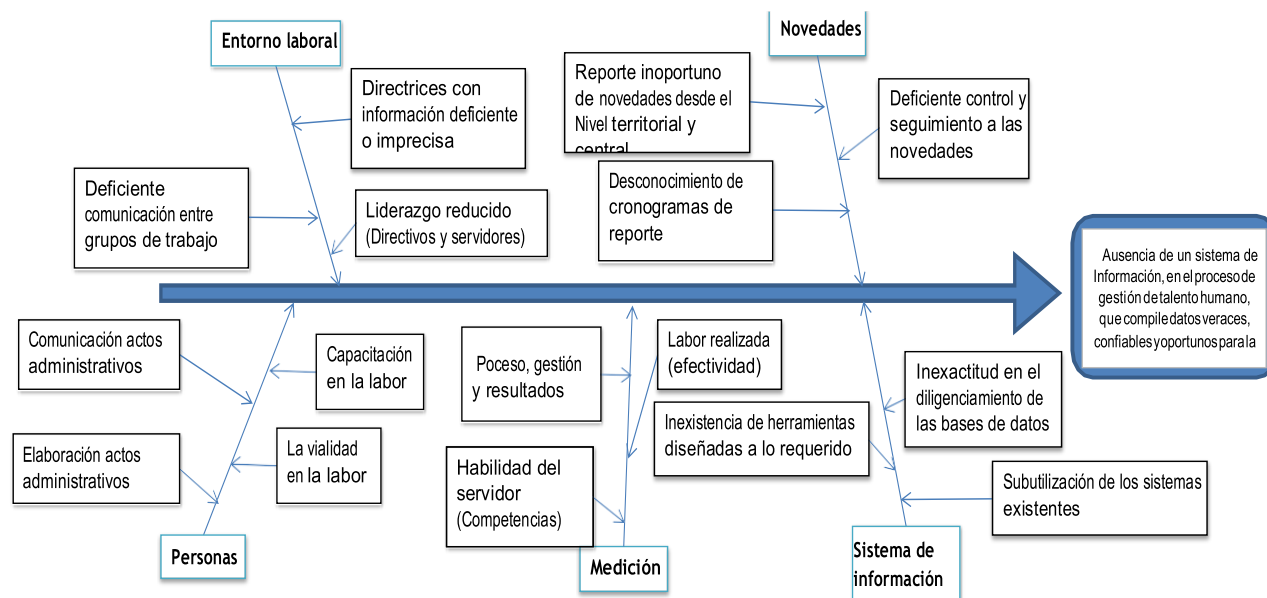 Entorno laboral
Novedades
Directrices con
información deficiente
o imprecisa
Reporte inoportuno
de novedades desde el
Nivel territorial y
central
Deficiente control y
seguimiento a las
novedades
Deficiente
comunicación entre
grupos de trabajo
Liderazgo reducido
(Directivos y servidores)
Desconocimiento de
cronogramas de
reporte
Ausencia de un sistema de
Información, en el proceso de
gestión de talento humano,
que compile datos veraces,
confiables yoportunos para la
Comunicación actos
administrativos
Capacitación
en la labor
Poceso, gestión
y resultados
Labor realizada
(efectividad)
Inexactitud en el
diligenciamiento de
las bases de datos
Elaboración actos
administrativos
La vialidad
en la labor
Habilidad del
servidor
(Competencias)
Inexistencia de herramientas
diseñadas a lo requerido
Subutilización de los sistemas
existentes
Personas
Medición
Sistema de
información